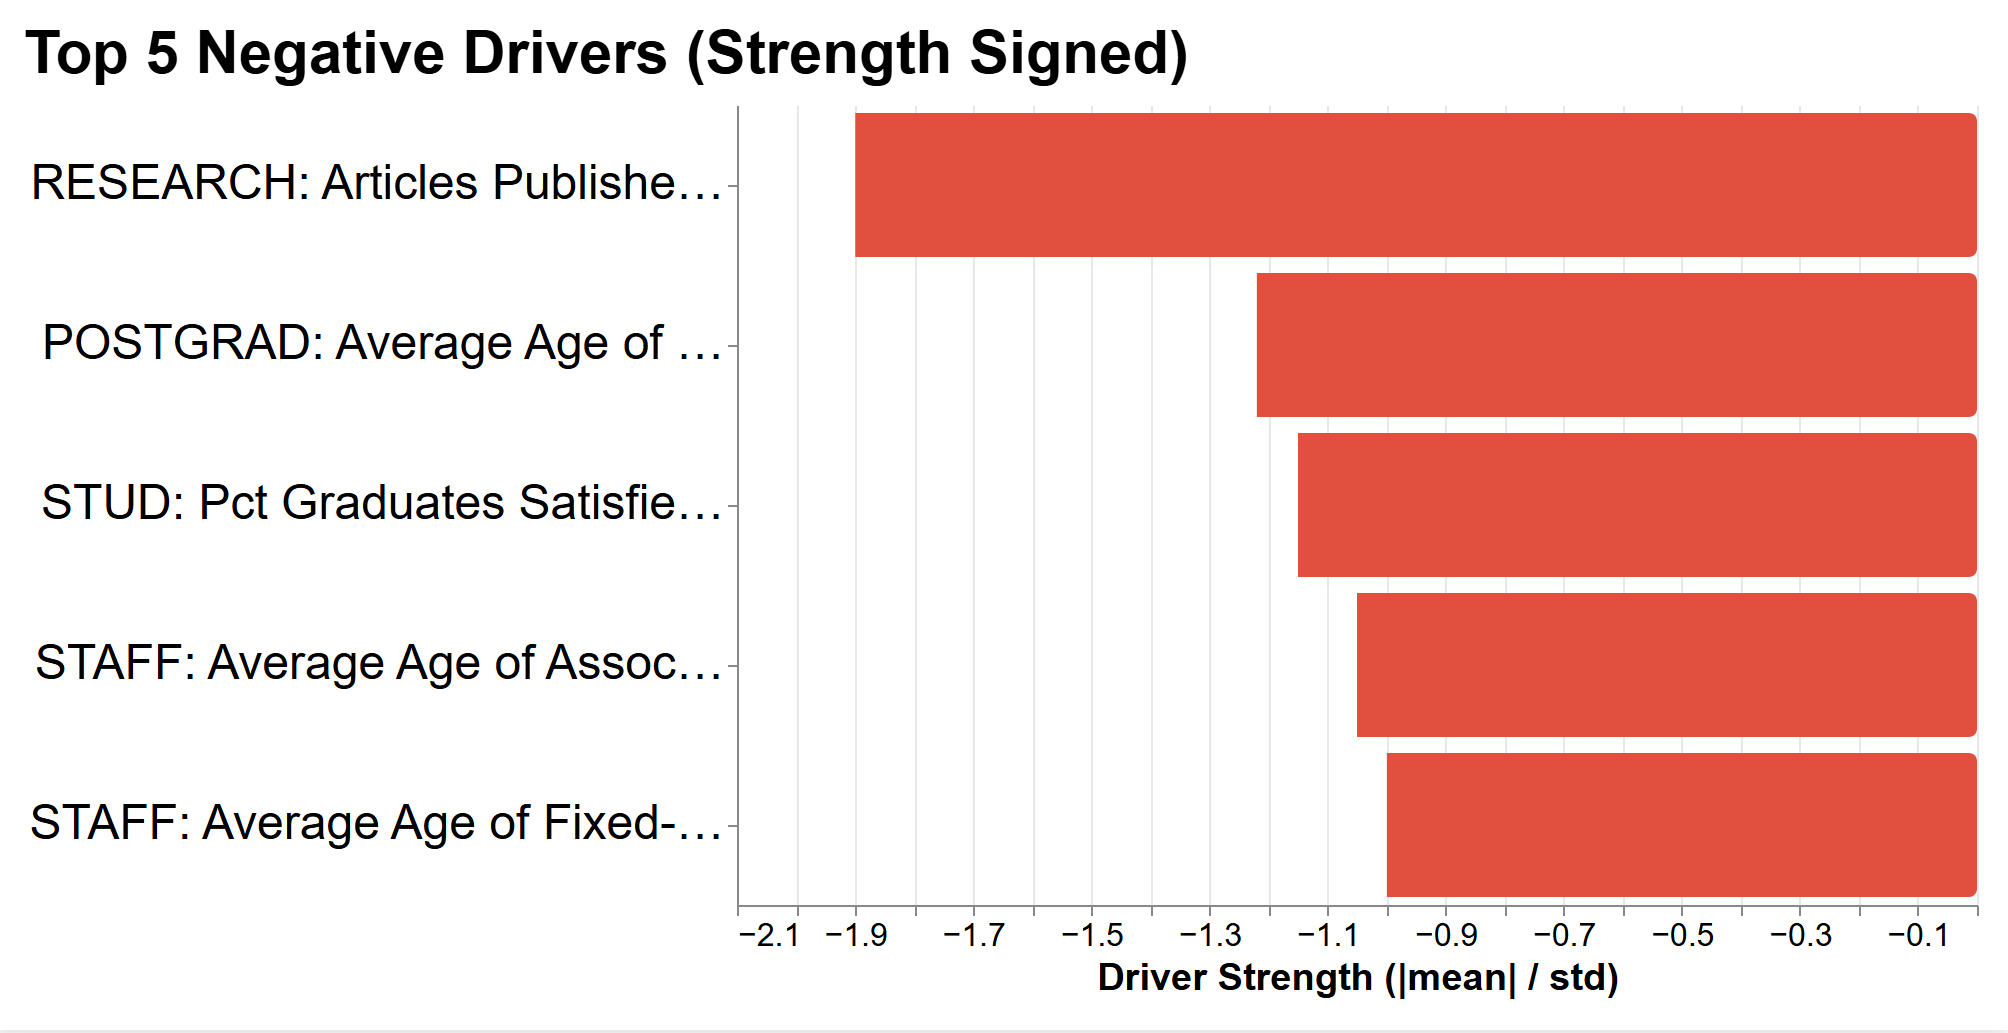 Top 5 Negative Drivers (Strength Signed)
RESEARCH: Articles Publishe…
POSTGRAD: Average Age of …
STUD: Pct Graduates Satisfie…
STAFF: Average Age of Assoc…
STAFF: Average Age of Fixed-…
−2.1 −1.9 −1.7 −1.5 −1.3 −1.1 −0.9 −0.7 −0.5 −0.3 −0.1
Driver Strength (|mean| / std)